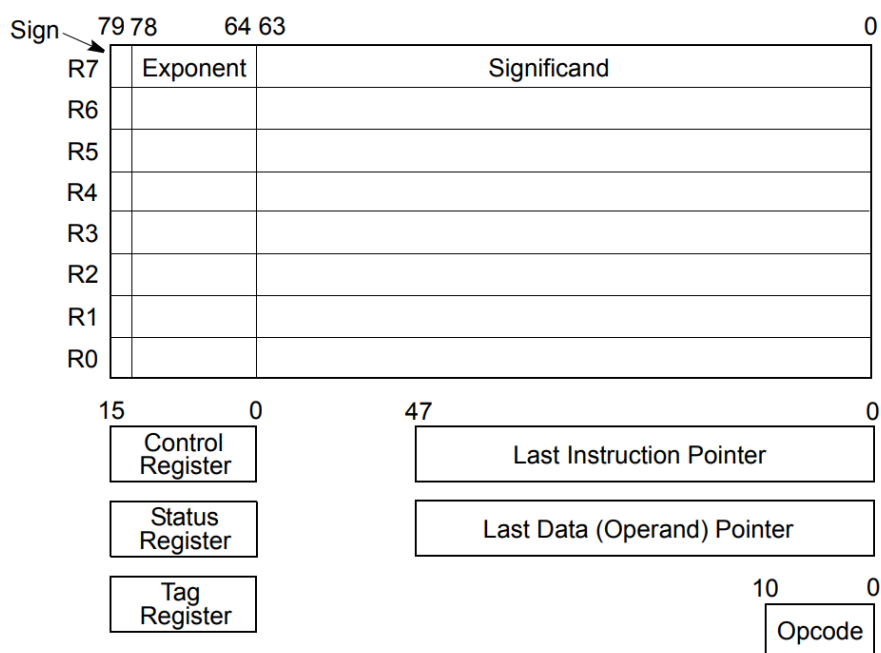 Sign 79 78 64 63 0
R7 Exponent Significand
R6
R5
R4
R3
R2
R1
R0
15 0 47 0
Control
Register
Last Instruction Pointer
Status
Register
Last Data (Operand) Pointer
Tag
Register
10 0
Opcode